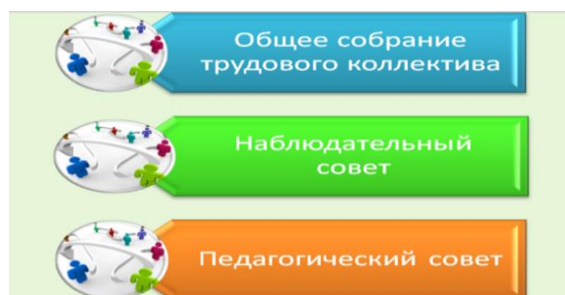 Общее собрание
трудового коллектива
Наблюдательный
совет
Педагогический совет